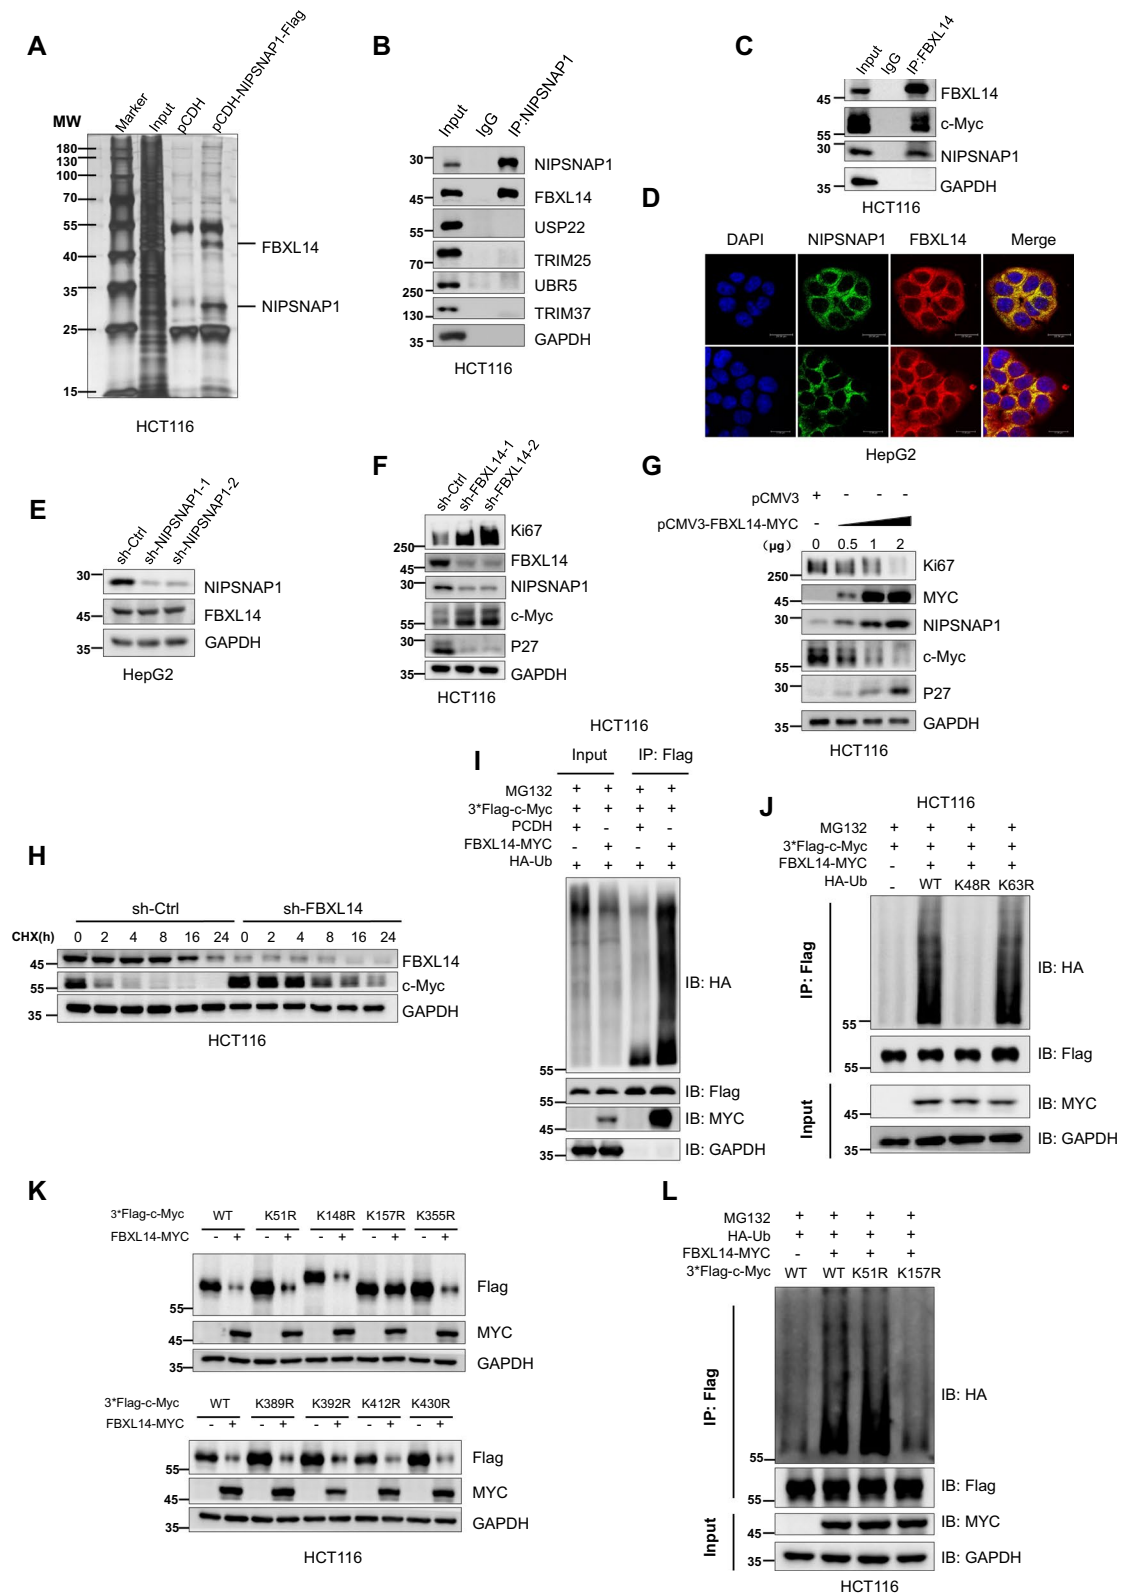 A
MW
Marker
Input
pCDH
pCDH-NIPSNAP1-Flag
180
130
100
70
55
40
35
25
15
FBXL14
NIPSNAP1
HCT116
B
Input
IgG
IP:NIPSNAP1
30
NIPSNAP1
45
FBXL14
55
USP22
70
TRIM25
250
UBR5
130
TRIM37
35
GAPDH
HCT116
C
Input
IgG
IP:FBXL14
45
FBXL14
55
c-Myc
30
NIPSNAP1
35
GAPDH
HCT116
D
DAPI NIPSNAP1 FBXL14 Merge
HepG2
E
sh-Ctrl
sh-NIPSNAP1-1
sh-NIPSNAP1-2
30
NIPSNAP1
45
FBXL14
35
GAPDH
HepG2
F
sh-Ctrl
sh-FBXL14-1
sh-FBXL14-2
250
Ki67
45
FBXL14
30
NIPSNAP1
55
c-Myc
30
P27
35
GAPDH
HCT116
G
pCMV3 + - - -
pCMV3-FBXL14-MYC -
(μg) 0 0.5 1 2
250
Ki67
45
MYC
30
NIPSNAP1
55
c-Myc
30
P27
35
GAPDH
HCT116
H
sh-Ctrl sh-FBXL14
CHX(h) 0 2 4 8 16 24 0 2 4 8 16 24
45
FBXL14
55
c-Myc
35
GAPDH
HCT116
HCT116
I
Input IP: Flag
MG132 + + + +
3*Flag-c-Myc + + + +
PCDH + - + -
FBXL14-MYC - + - +
HA-Ub + + + +
IB: HA
55
IB: Flag
55
IB: MYC
45
IB: GAPDH
35
J
HCT116
MG132 + + + +
3*Flag-c-Myc + + + +
FBXL14-MYC - + + +
HA-Ub - WT K48R K63R
IP: Flag
IB: HA
55
IB: Flag
55
Input
IB: MYC
45
IB: GAPDH
35
K
3*Flag-c-Myc WT K51R K148R K157R K355R
FBXL14-MYC - + - + - + - + - +
Flag
55
MYC
45
GAPDH
35
3*Flag-c-Myc WT K389R K392R K412R K430R
FBXL14-MYC - + - + - + - + - +
Flag
55
MYC
45
GAPDH
35
HCT116
L
MG132 + + + +
HA-Ub + + + +
FBXL14-MYC - + + +
3*Flag-c-Myc WT WT K51R K157R
IP: Flag
IB: HA
55
IB: Flag
55
Input
IB: MYC
45
IB: GAPDH
35
HCT116